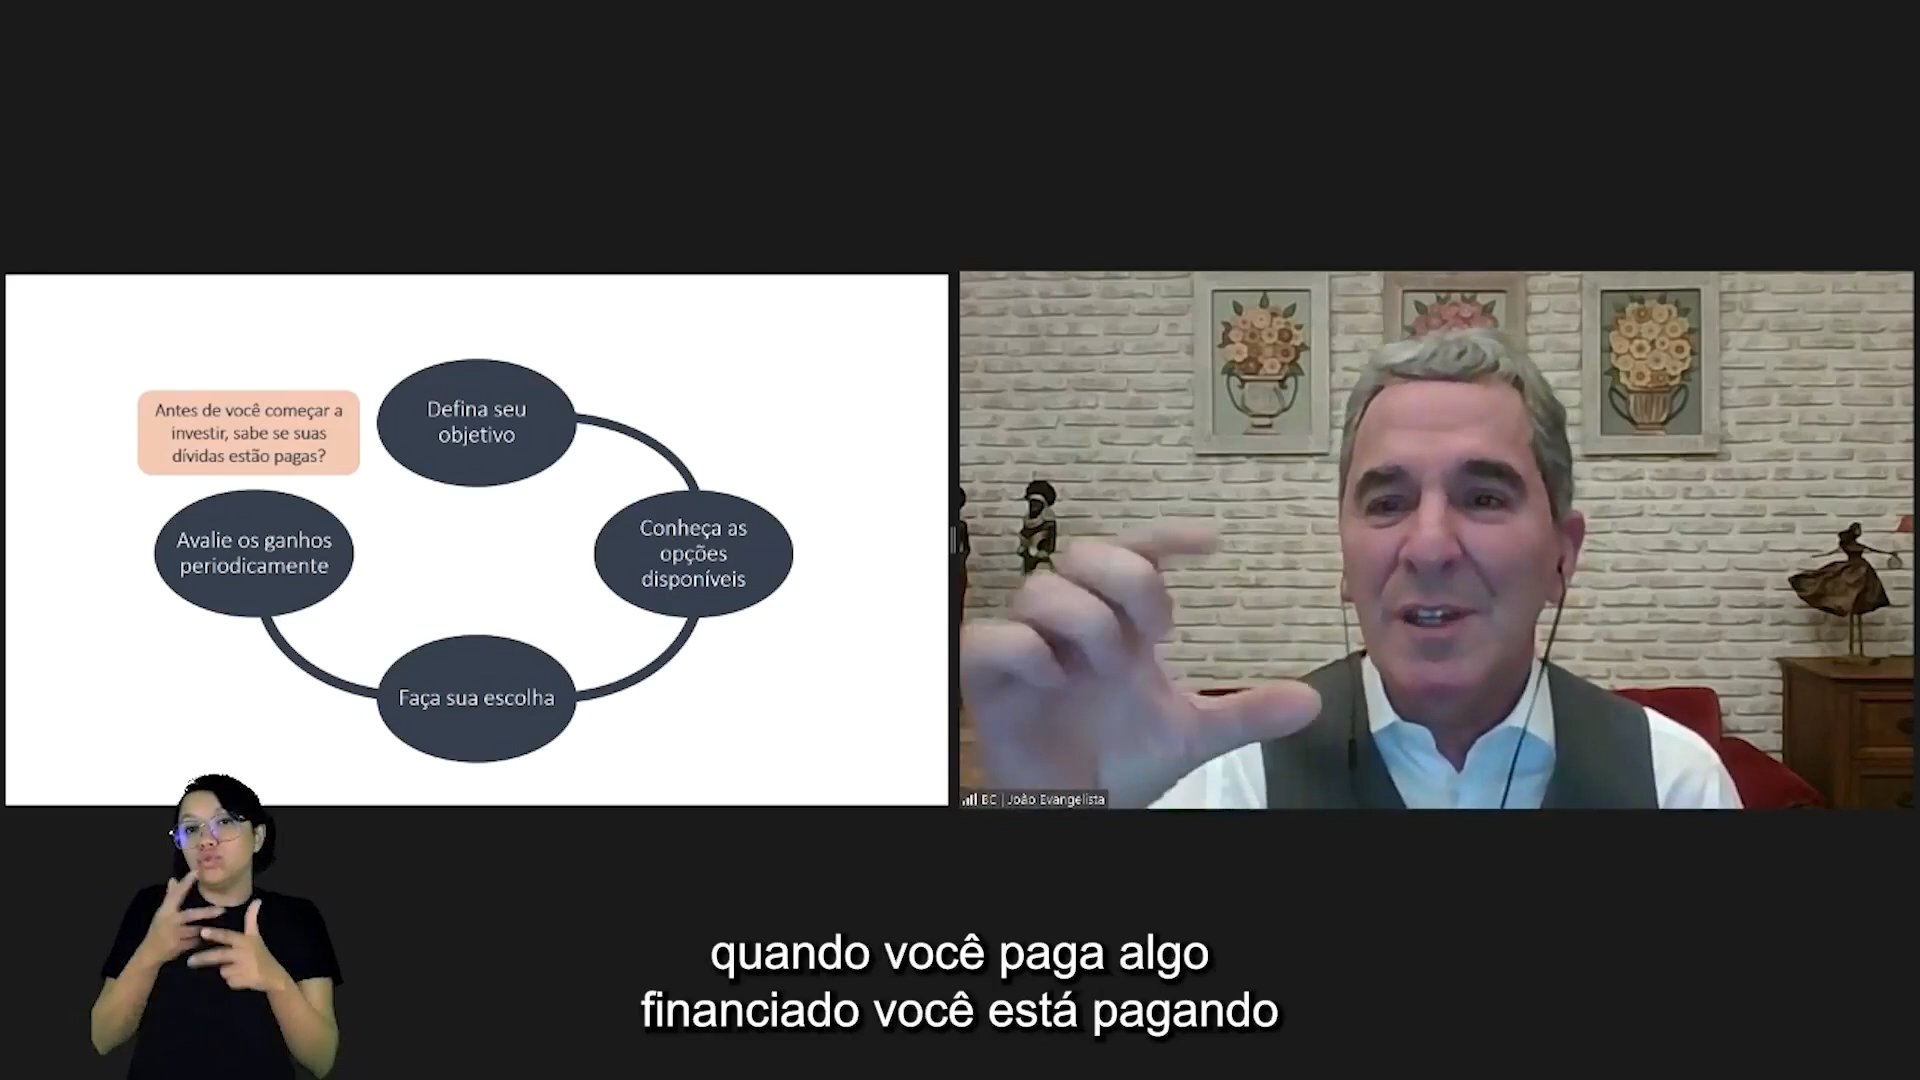 Antes de você começar a
investir, sabe se suas
dívidas estão pagas?
Defina seu
objetivo
Conheça as
opções
disponíveis
Faça sua escolha
Avalie os ganhos
periodicamente
BC | João Evangelista
quando você paga algo
financiado você está pagando